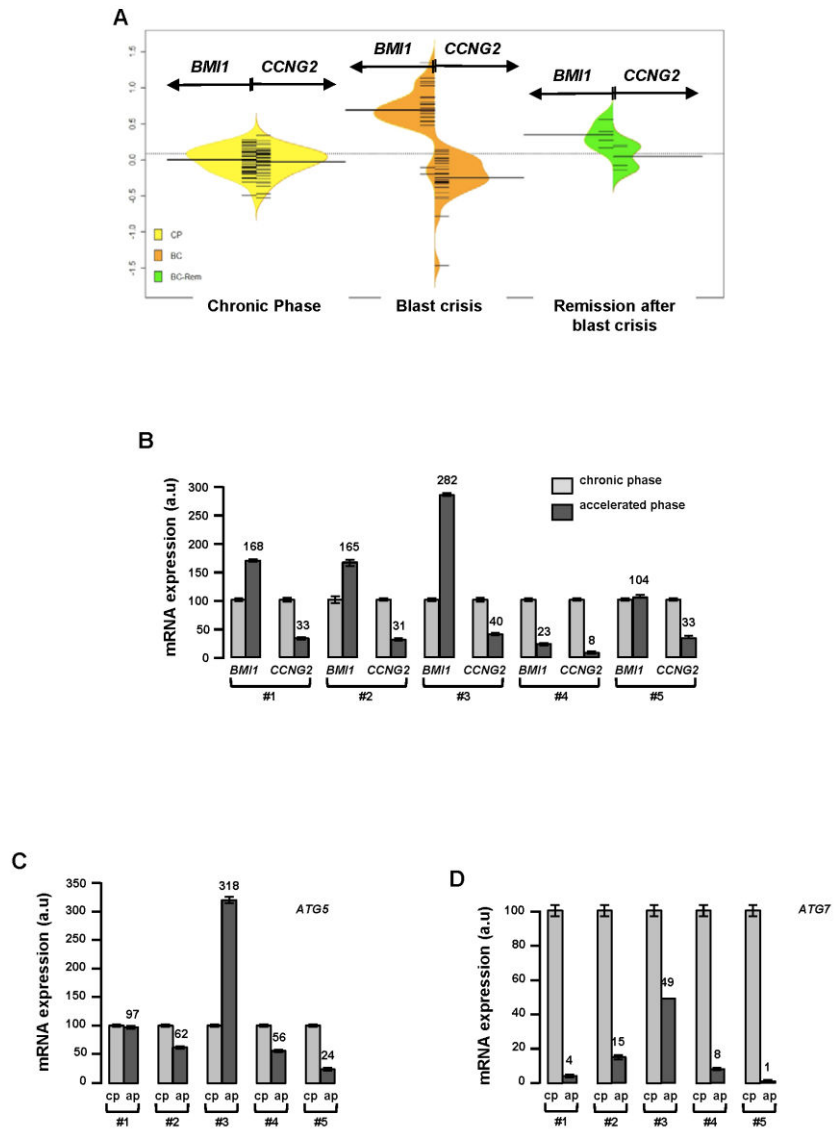 A
BMI1 CCNG2
BMI1 CCNG2
BMI1 CCNG2
1.5
1.0
0.5
0.0
-0.5
-1.0
-1.5
CP
BC
BC-Rem
Chronic Phase
Blast crisis
Remission after
blast crisis
B
mRNA expression (a.u)
300
250
200
150
100
50
0
chronic phase
accelerated phase
168
33
165
31
282
40
23
8
104
33
BMI1 CCNG2 BMI1 CCNG2 BMI1 CCNG2 BMI1 CCNG2 BMI1 CCNG2
#1 #2 #3 #4 #5
C
mRNA expression (a.u)
350
300
250
200
150
100
50
0
ATG5
97
62
318
56
24
cp ap cp ap cp ap cp ap cp ap
#1 #2 #3 #4 #5
D
mRNA expression (a.u)
100
80
60
40
20
0
ATG7
4
15
49
8
1
cp ap cp ap cp ap cp ap cp ap
#1 #2 #3 #4 #5